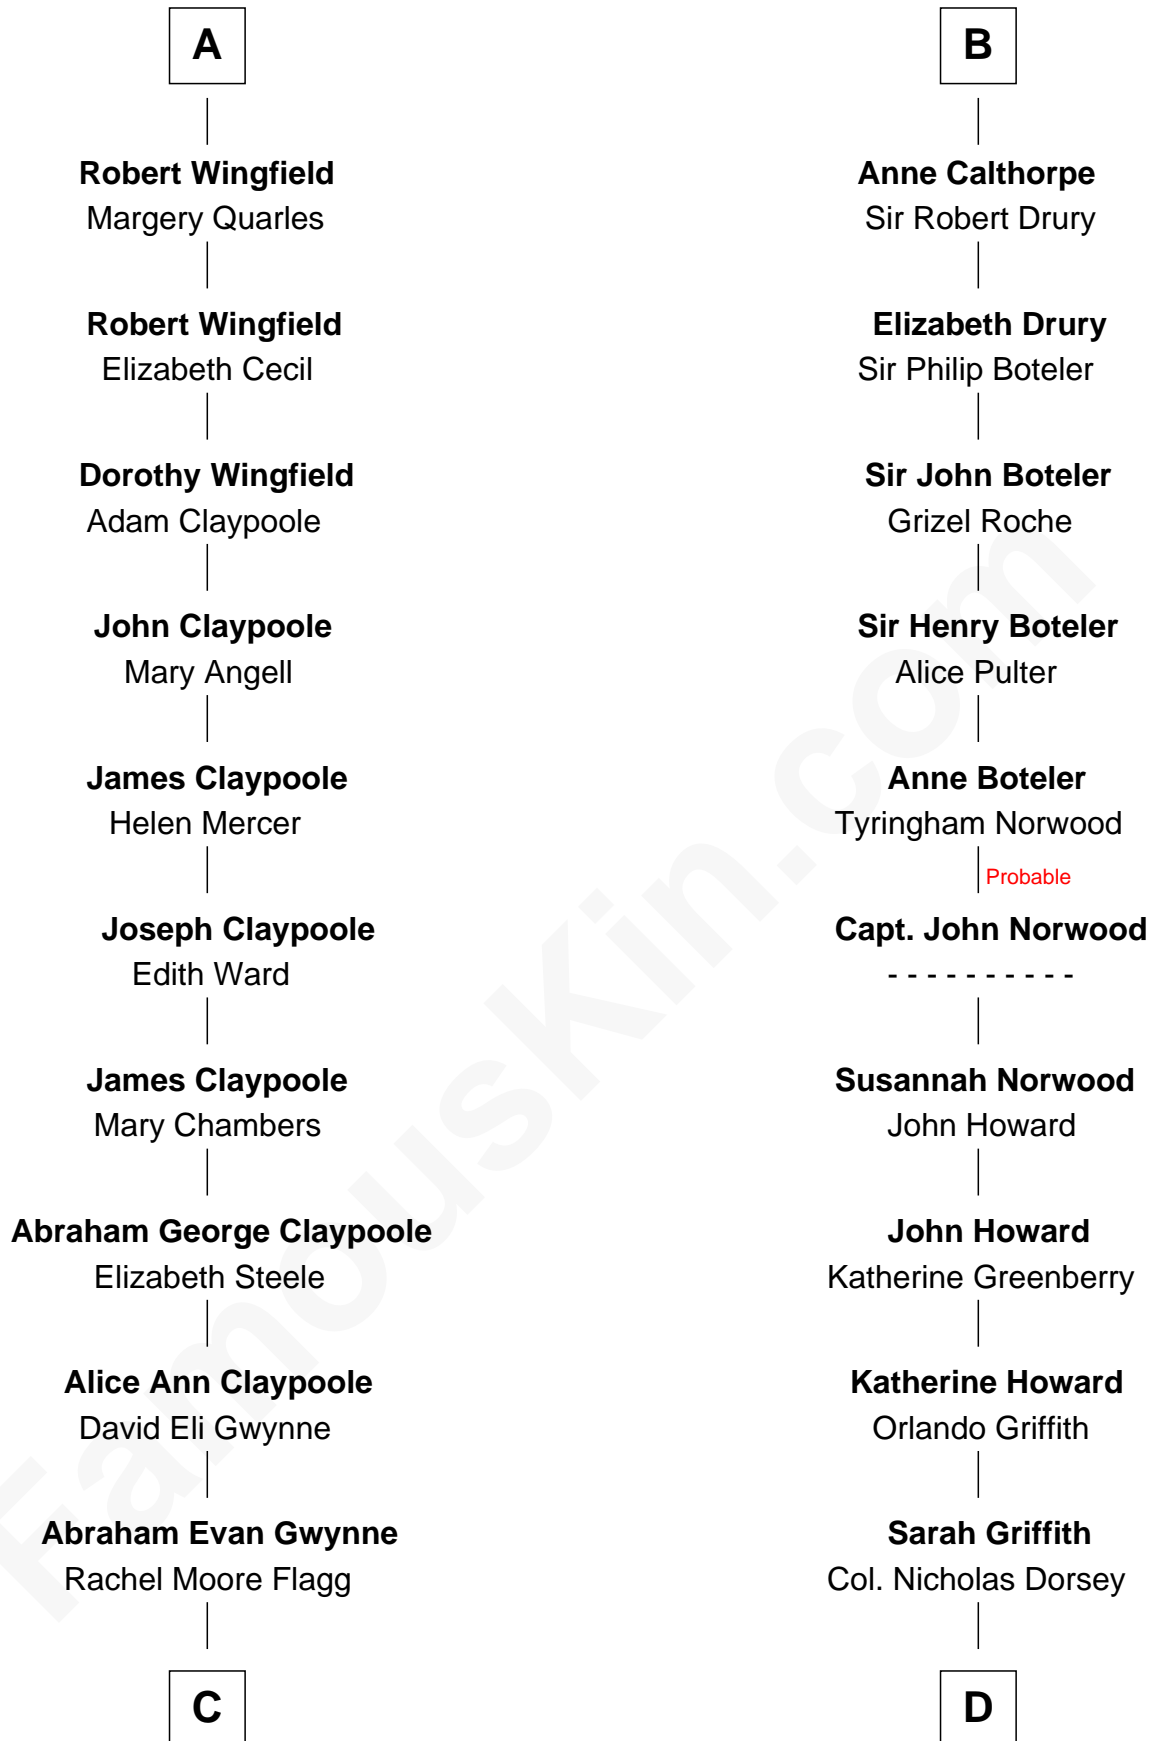 A
Robert Wingfield
Margery Quarles
Robert Wingfield
Elizabeth Cecil
Dorothy Wingfield
Adam Claypoole
John Claypoole
Mary Angell
James Claypoole
Helen Mercer
Joseph Claypoole
Edith Ward
James Claypoole
Mary Chambers
Abraham George Claypoole
Elizabeth Steele
Alice Ann Claypoole
David Eli Gwynne
Abraham Evan Gwynne
Rachel Moore Flagg
C
B
Anne Calthorpe
Sir Robert Drury
Elizabeth Drury
Sir Philip Boteler
Sir John Boteler
Grizel Roche
Sir Henry Boteler
Alice Pulter
Anne Boteler
Tyringham Norwood
Probable
Capt. John Norwood
- - - - - - - - - -
Susannah Norwood
John Howard
John Howard
Katherine Greenberry
Katherine Howard
Orlando Griffith
Sarah Griffith
Col. Nicholas Dorsey
D
FamousKin.com